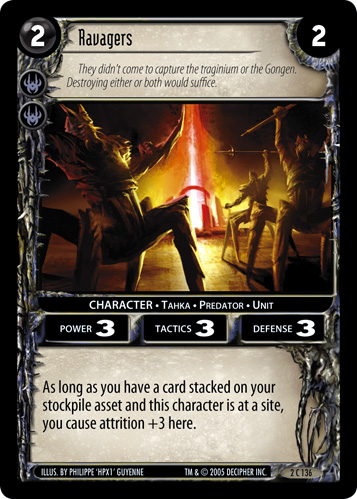 2 Ravagers 2
They didn't come to capture the traginium or the Gongen.
Destroying either or both would suffice.
CHARACTER • TAHKA • PREDATOR • UNIT
POWER 3 TACTICS 3 DEFENSE 3
As long as you have a card stacked on your
stockpile asset and this character is at a site,
you cause attrition +3 here.
ILLUS. BY PHILIPPE 'HPX1' GUYENNE TM & © 2005 DECIPHER INC. 2 C 136